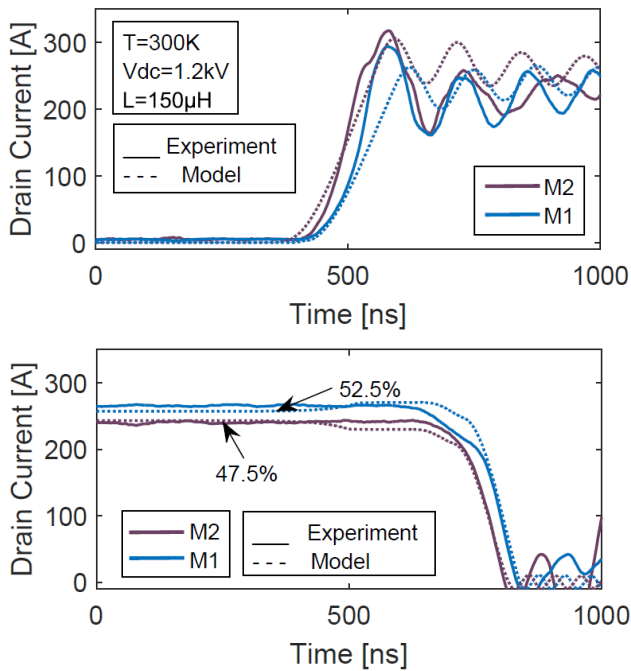 300
200
100
0
Drain Current [A]
T=300K
Vdc=1.2kV
L=150µH
Experiment
Model
M2
M1
0
500
1000
Time [ns]
300
200
100
0
Drain Current [A]
52.5%
47.5%
M2
M1
Experiment
Model
0
500
1000
Time [ns]